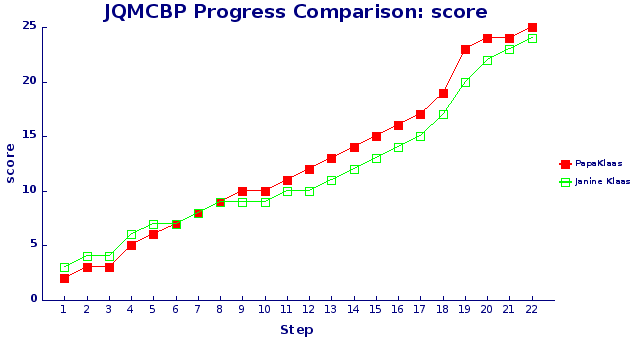 JQMCBP Progress Comparison: score
25
20
15
10
5
0
score
1 2 3 4 5 6 7 8 9 10 11 12 13 14 15 16 17 18 19 20 21 22
Step
PapaKlaas
Janine Klaas